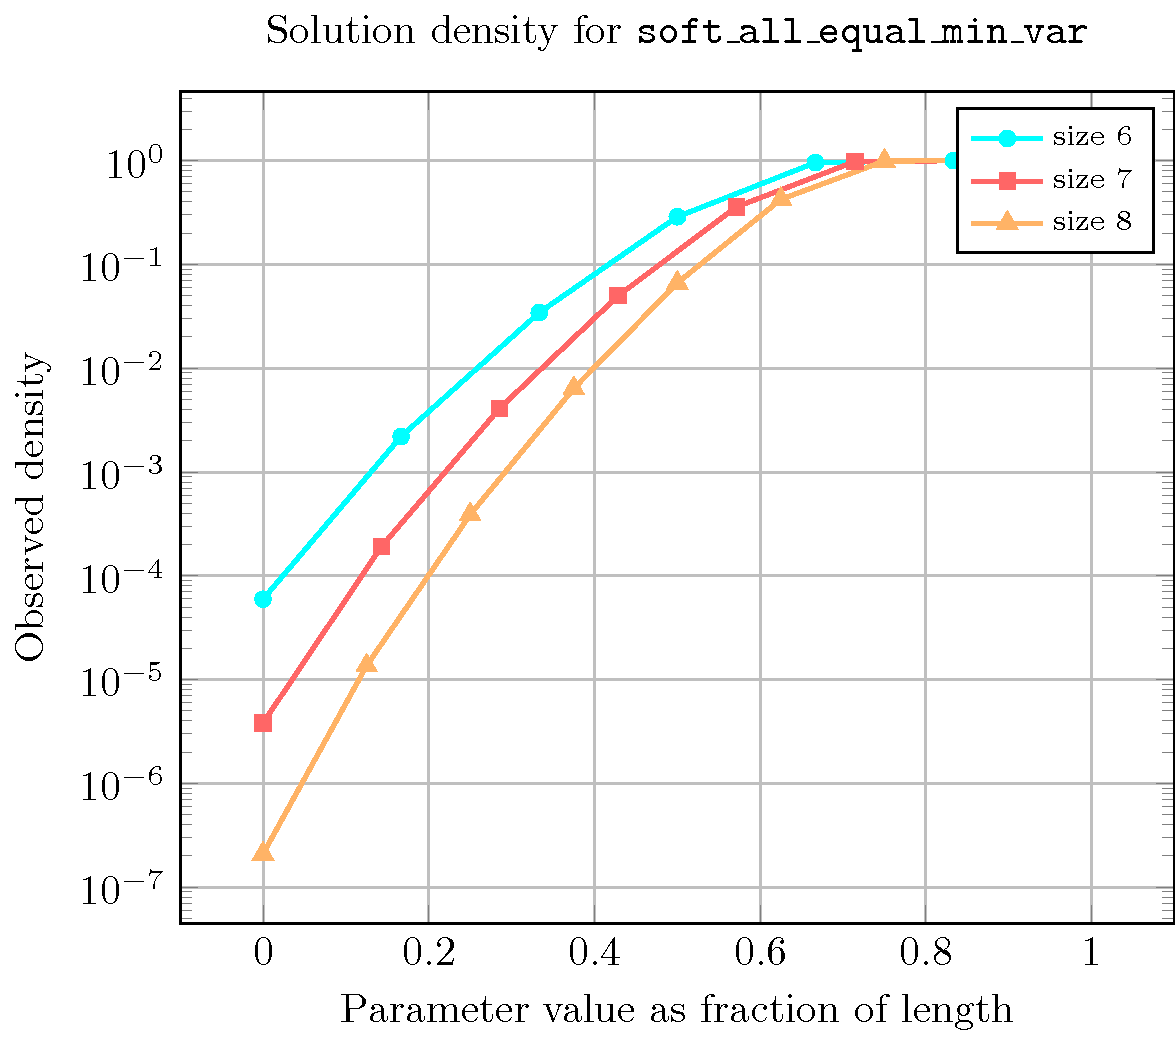 Solution density for soft_all_equal_min_var
size 6
size 7
size 8
10^0
10^−1
10^−2
10^−3
10^−4
10^−5
10^−6
10^−7
Observed density
0 0.2 0.4 0.6 0.8 1
Parameter value as fraction of length